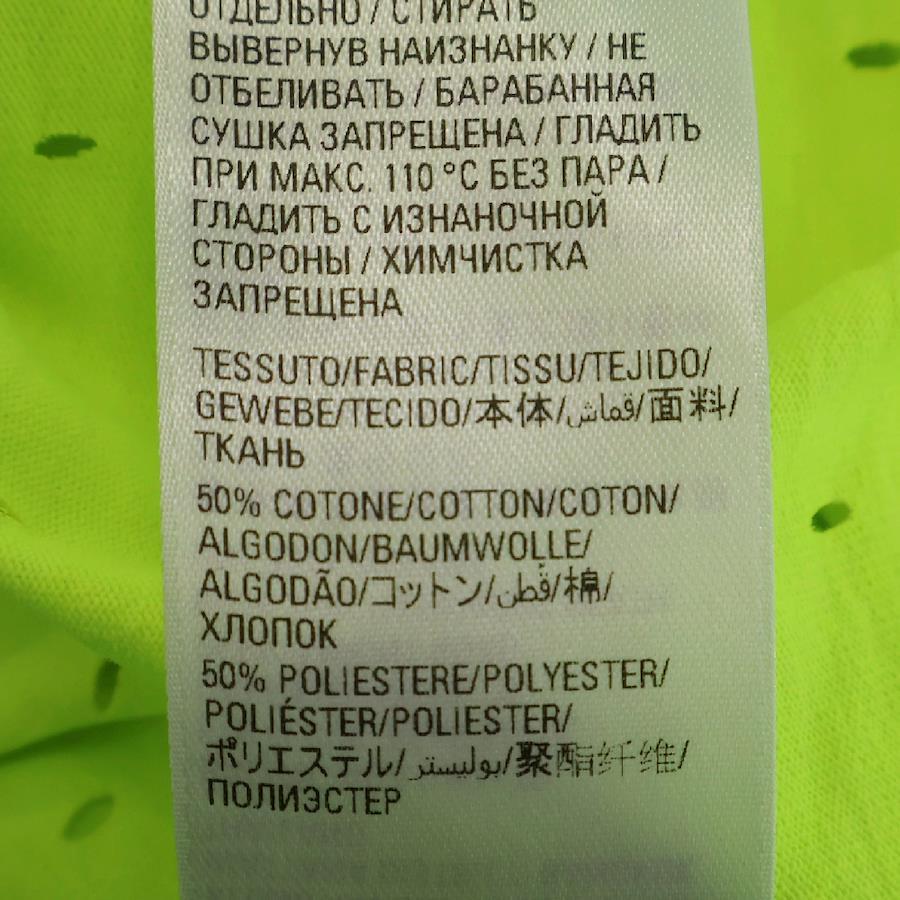 ОТДЕЛЬНО / СТИРАТЬ
ВЫВЕРНУВ НАИЗНАНКУ / НЕ
ОТБЕЛИВАТЬ / БАРАБАННАЯ
СУШКА ЗАПРЕЩЕНА / ГЛАДИТЬ
ПРИ МАКС. 110 °C БЕЗ ПАРА /
ГЛАДИТЬ С ИЗНАНОЧНОЙ
СТОРОНЫ / ХИМЧИСТКА
ЗАПРЕЩЕНА
TESSUTO/FABRIC/TISSU/TEJIDO/
GEWEBE/TECIDO/本体/قماش/面料/
ТКАНЬ
50% COTONE/COTTON/COTON/
ALGODON/BAUMWOLLE/
ALGODÃO/コットン/قُطن/棉/
ХЛОПОК
50% POLIESTERE/POLYESTER/
POLIÉSTER/POLIESTER/
ポリエステル/بوليستر/聚酯纤维/
ПОЛИЭСТЕР